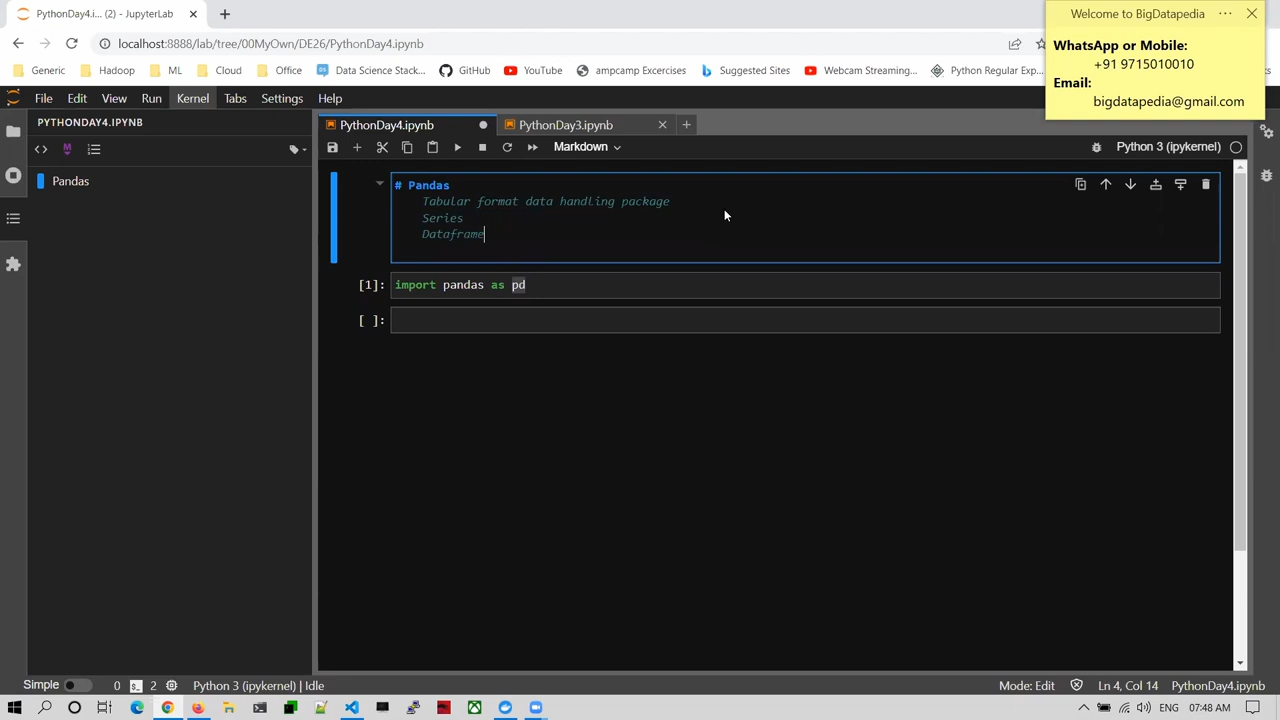 PythonDay4.i... (2) - JupyterLab
Welcome to BigDatapedia
localhost:8888/lab/tree/00MyOwn/DE26/PythonDay4.ipynb
WhatsApp or Mobile:
+91 9715010010
Email:
bigdatapedia@gmail.com
Generic
Hadoop
ML
Cloud
Office
Data Science Stack...
GitHub
YouTube
ampcamp Excercises
Suggested Sites
Webcam Streaming...
Python Regular Exp...
File Edit View Run Kernel Tabs Settings Help
PYTHONDAY4.IPYNB
PythonDay4.ipynb
PythonDay3.ipynb
Markdown
Python 3 (ipykernel)
Pandas
# Pandas
Tabular format data handling package
Series
Dataframe
[1]: import pandas as pd
[ ]:
Simple 0 2 Python 3 (ipykernel) | Idle
Mode: Edit Ln 4, Col 14 PythonDay4.ipynb
ENG 07:48 AM